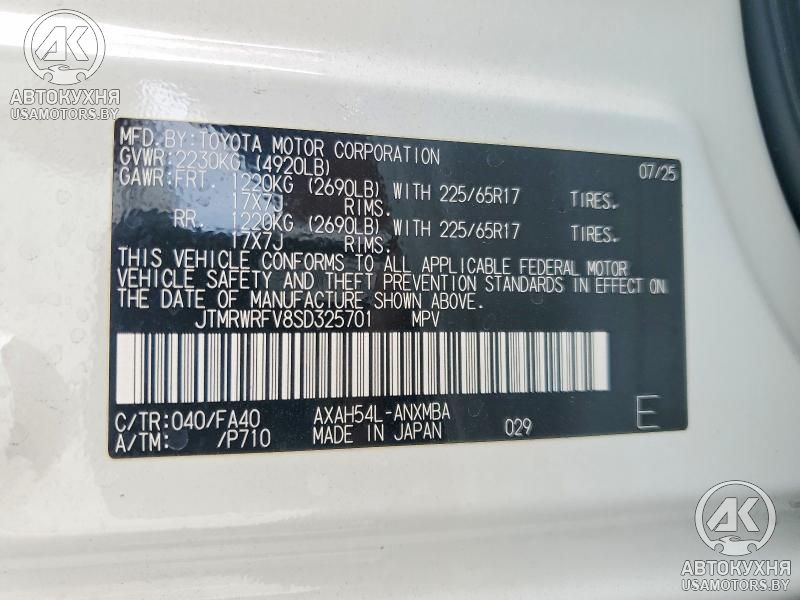 AK
АВТОКУХНЯ
USAMOTORS.BY
MFD.BY:TOYOTA MOTOR CORPORATION 07/25
GVWR:2230KG (4920LB)
GAWR:FRT. 1220KG (2690LB) WITH 225/65R17 TIRES.
17X7J RIMS.
RR. 1220KG (2690LB) WITH 225/65R17 TIRES.
17X7J RIMS.
THIS VEHICLE CONFORMS TO ALL APPLICABLE FEDERAL MOTOR
VEHICLE SAFETY AND THEFT PREVENTION STANDARDS IN EFFECT ON
THE DATE OF MANUFACTURE SHOWN ABOVE.
JTMRWRFV8SD325701 MPV
C/TR:040/FA40 AXAH54L-ANXMBA E
A/TM: /P710 MADE IN JAPAN 029
AK
АВТОКУХНЯ
USAMOTORS.BY